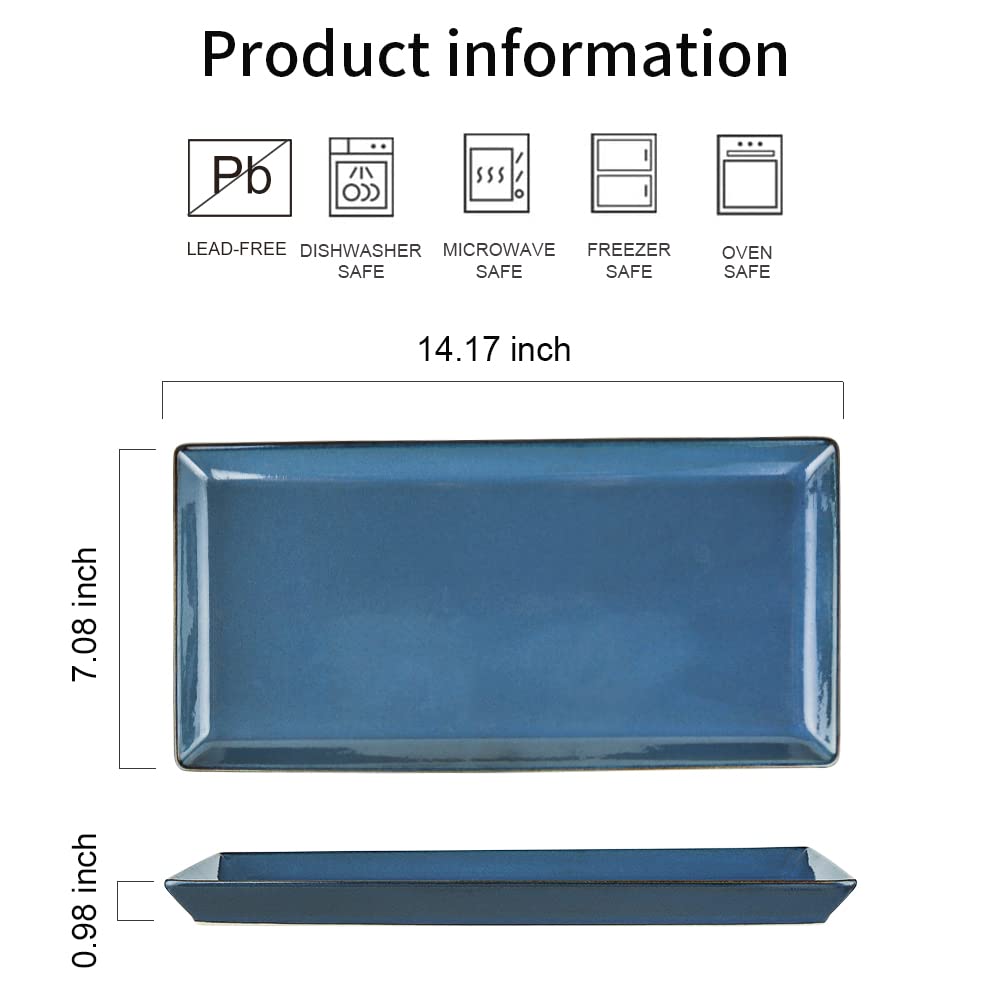 Product information
Pb
LEAD-FREE
DISHWASHER
SAFE
MICROWAVE
SAFE
FREEZER
SAFE
OVEN
SAFE
14.17 inch
7.08 inch
0.98 inch